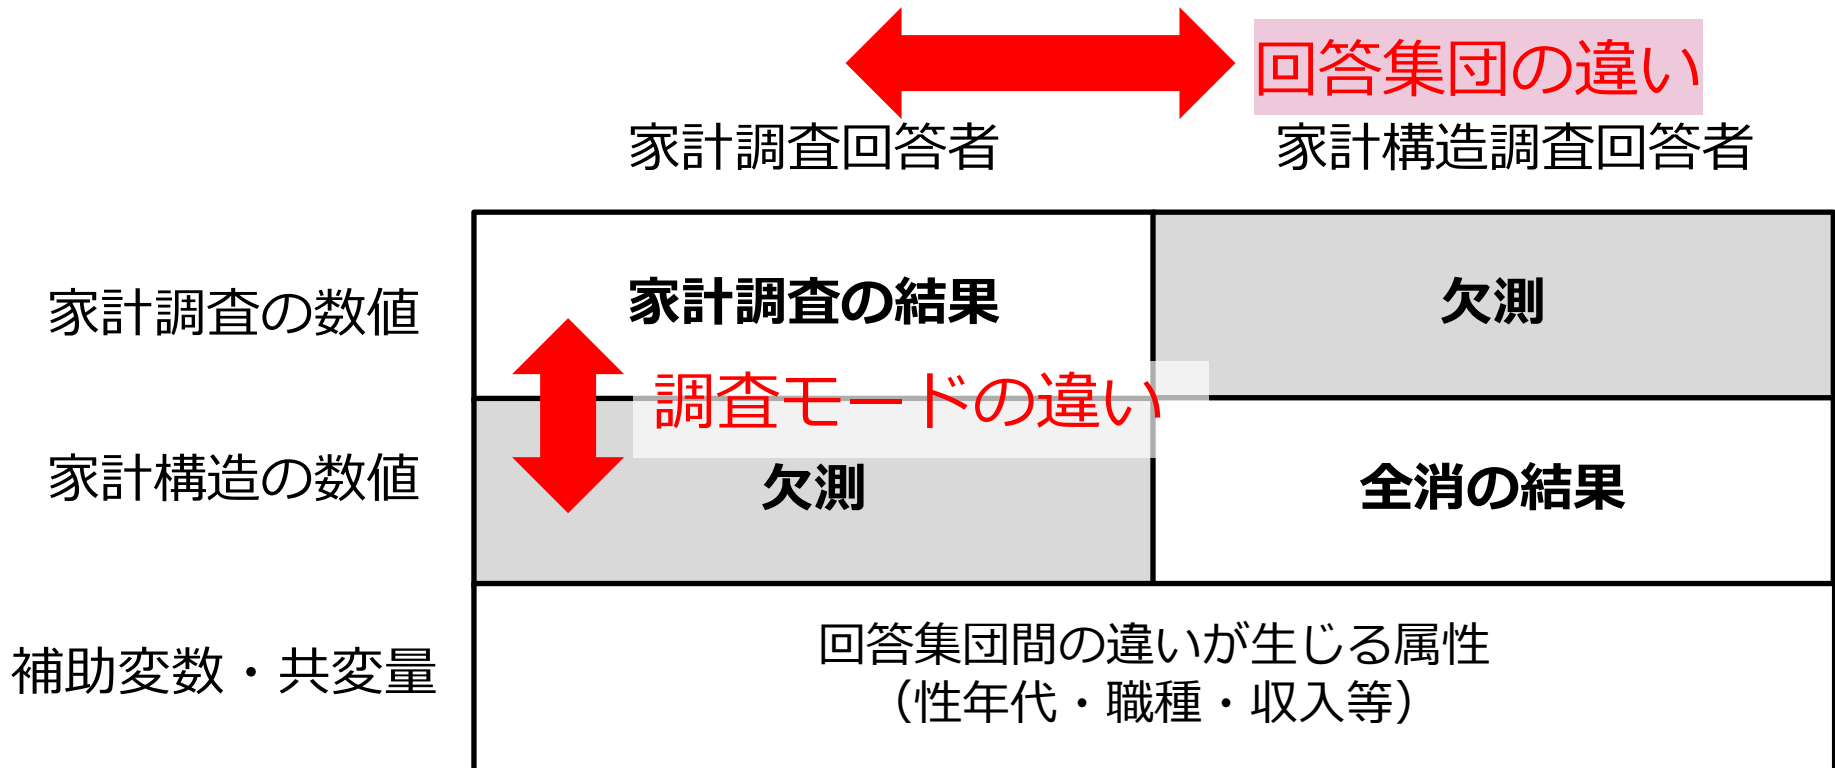 回答集団の違い
家計調査回答者
家計構造調査回答者
家計調査の数値
家計調査の結果
欠測
調査モードの違い
家計構造の数値
欠測
全消の結果
補助変数・共変量
回答集団間の違いが生じる属性
（性年代・職種・収入等）